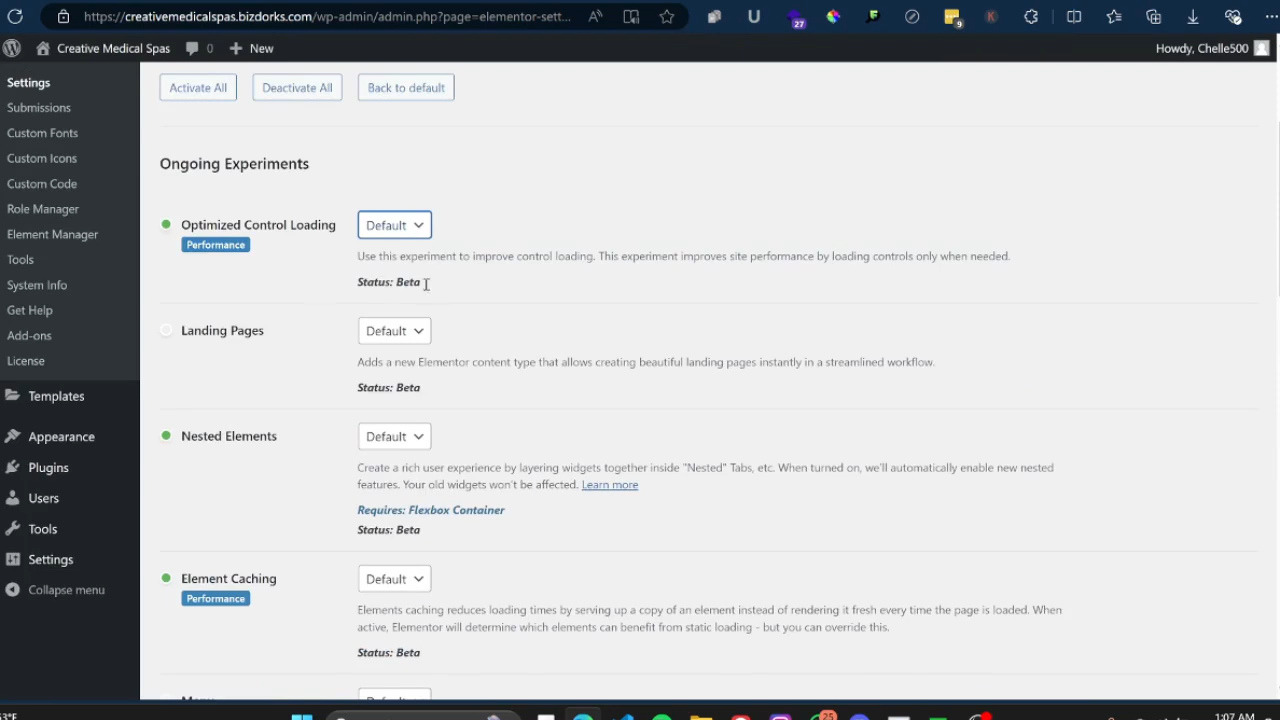 https://creativemedicalspas.bizdorks.com/wp-admin/admin.php?page=elementor-sett...
27
9
Creative Medical Spas
0
New
Howdy, Chelle500
Settings
Submissions
Custom Fonts
Custom Icons
Custom Code
Role Manager
Element Manager
Tools
System Info
Get Help
Add-ons
License
Templates
Appearance
Plugins
Users
Tools
Settings
Collapse menu
Activate All
Deactivate All
Back to default
Ongoing Experiments
Optimized Control Loading
Performance
Default
Use this experiment to improve control loading. This experiment improves site performance by loading controls only when needed.
Status: Beta
Landing Pages
Default
Adds a new Elementor content type that allows creating beautiful landing pages instantly in a streamlined workflow.
Status: Beta
Nested Elements
Default
Create a rich user experience by layering widgets together inside "Nested" Tabs, etc. When turned on, we'll automatically enable new nested
features. Your old widgets won't be affected. Learn more
Requires: Flexbox Container
Status: Beta
Element Caching
Performance
Default
Elements caching reduces loading times by serving up a copy of an element instead of rendering it fresh every time the page is loaded. When
active, Elementor will determine which elements can benefit from static loading - but you can override this.
Status: Beta
Default
25
1:07 AM